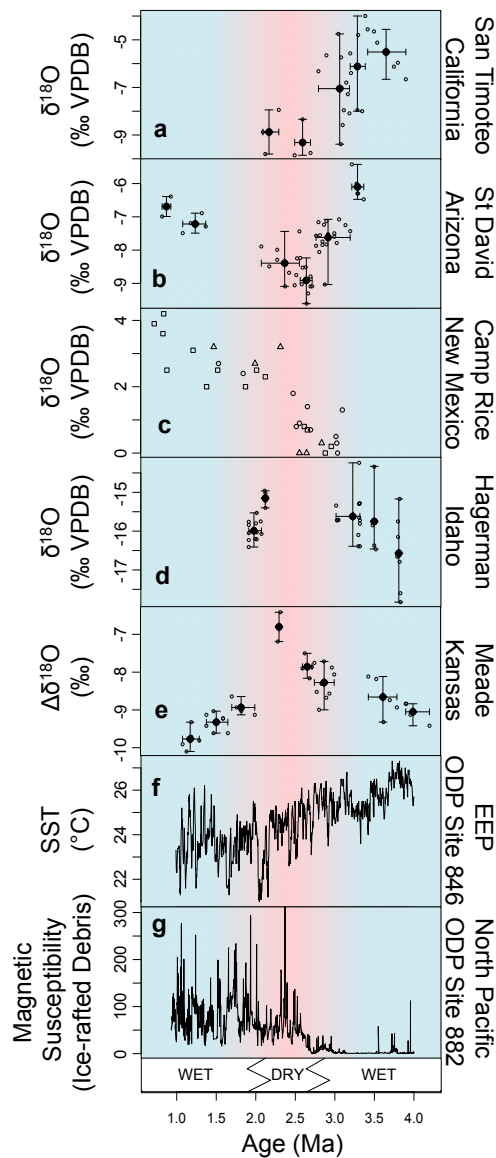 -5
-7
-9
δ18O
(‰ VPDB)
a
San Timoteo
California
-6
-7
-8
-9
δ18O
(‰ VPDB)
b
St David
Arizona
4
2
0
δ18O
(‰ VPDB)
c
Camp Rice
New Mexico
-15
-16
-17
δ18O
(‰ VPDB)
d
Hagerman
Idaho
-7
-8
-9
-10
Δδ18O
(‰)
e
Meade
Kansas
26
24
22
SST
(°C)
f
EEP
ODP Site 846
300
200
100
0
Magnetic
Susceptibility
(Ice-rafted Debris)
g
North Pacific
ODP Site 882
WET DRY WET
1.0 1.5 2.0 2.5 3.0 3.5 4.0
Age (Ma)